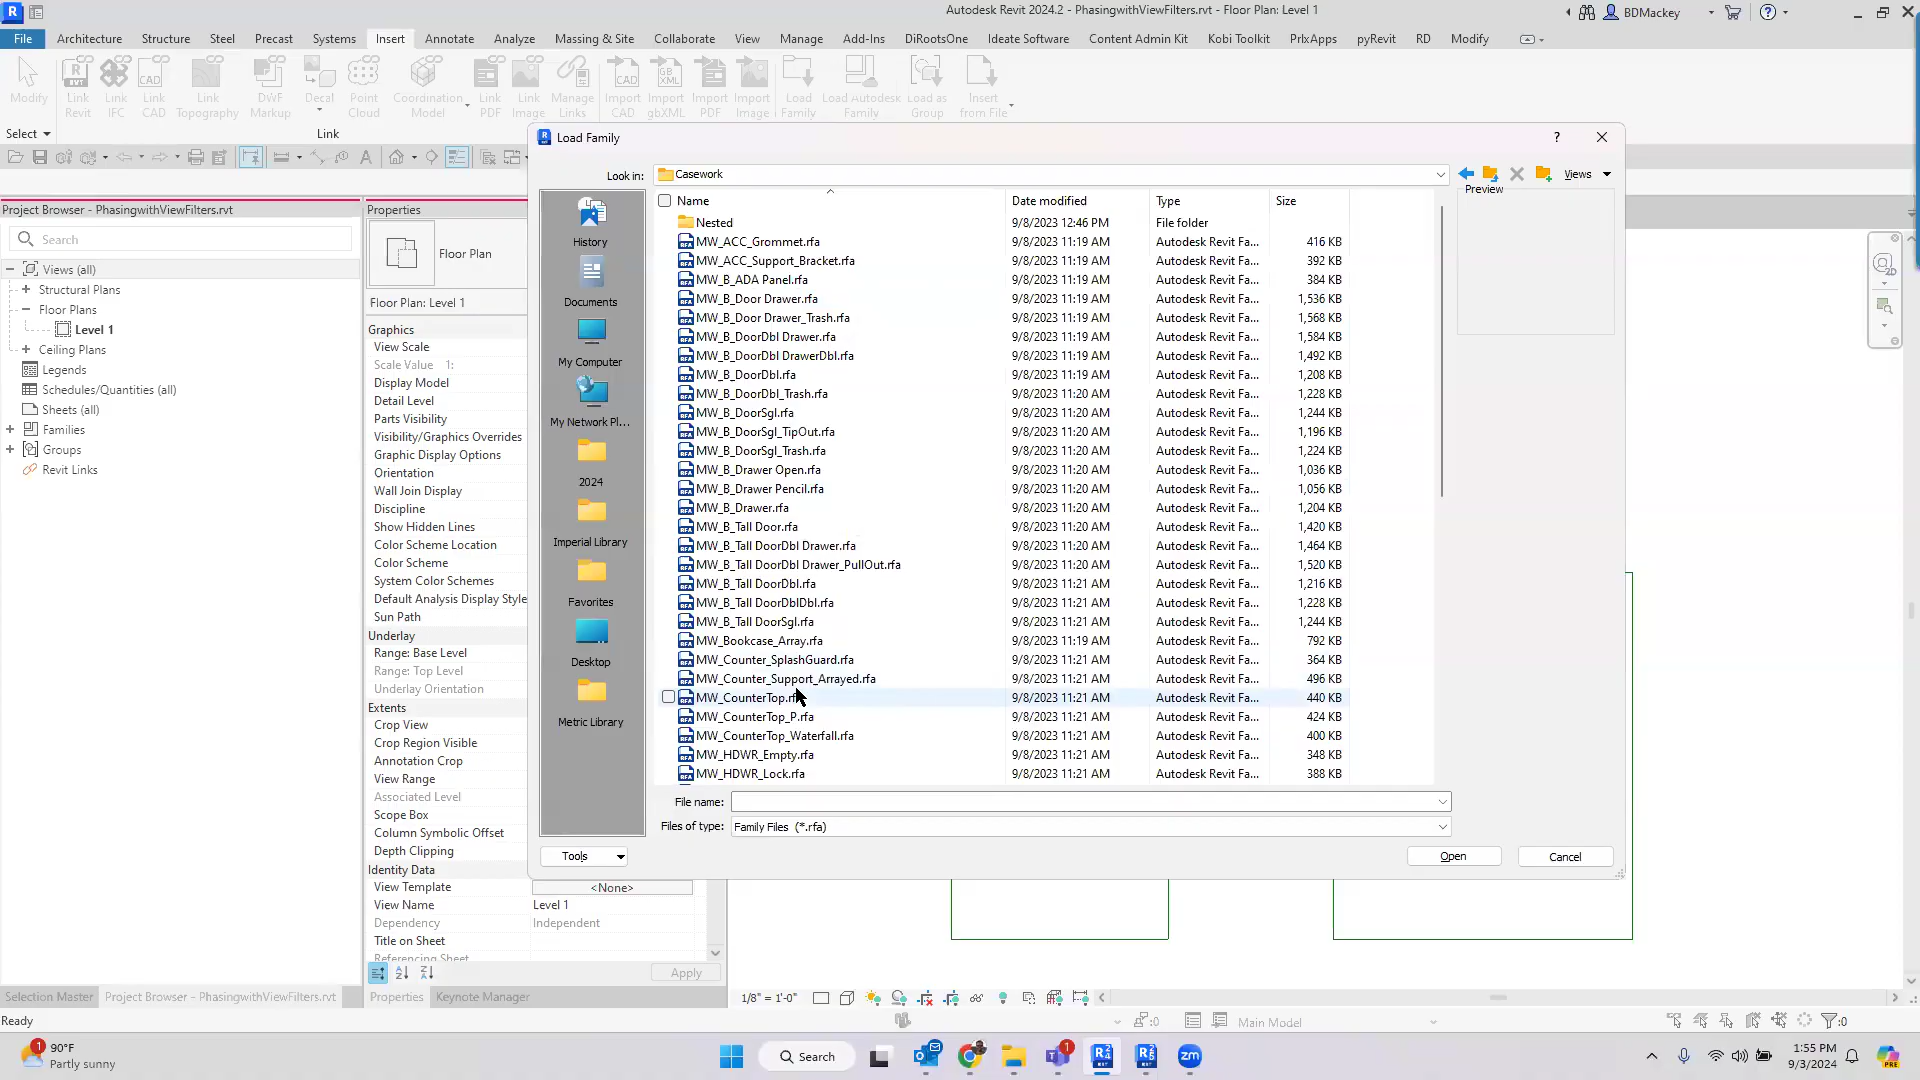 Autodesk Revit 2024.2 - PhasingwithViewFilters.rvt - Floor Plan: Level 1
BDMackey
File Architecture Structure Steel Precast Systems Insert Annotate Analyze Massing & Site Collaborate View Manage Add-Ins DiRootsOne Ideate Software Content Admin Kit Kobi Toolkit PrlxApps pyRevit RD Modify
Modify
Link Revit
Link IFC
Link CAD
Link Topography
DWF Markup
Decal
Point Cloud
Coordination Model
Link PDF
Link Image
Manage Links
Import CAD
Import gbXML
Import PDF
Import Image
Load Family
Load Autodesk Family
Load as Group
Insert from File
Select
Link
Load Family
Look in: Casework Views
Project Browser - PhasingwithViewFilters.rvt
Search
Views (all)
Structural Plans
Floor Plans
Level 1
Ceiling Plans
Legends
Schedules/Quantities (all)
Sheets (all)
Families
Groups
Revit Links
Properties
Floor Plan
Floor Plan: Level 1
Graphics
View Scale
Scale Value 1:
Display Model
Detail Level
Parts Visibility
Visibility/Graphics Overrides
Graphic Display Options
Orientation
Wall Join Display
Discipline
Show Hidden Lines
Color Scheme Location
Color Scheme
System Color Schemes
Default Analysis Display Style
Sun Path
Underlay
Range: Base Level
Range: Top Level
Underlay Orientation
Extents
Crop View
Crop Region Visible
Annotation Crop
View Range
Associated Level
Scope Box
Column Symbolic Offset
Depth Clipping
Identity Data
View Template <None>
View Name Level 1
Dependency Independent
Title on Sheet
Referencing Sheet
Apply
History
Documents
My Computer
My Network Pl...
2024
Imperial Library
Favorites
Desktop
Metric Library
Name Date modified Type Size
Preview
Nested 9/8/2023 12:46 PM File folder
MW_ACC_Grommet.rfa 9/8/2023 11:19 AM Autodesk Revit Fa... 416 KB
MW_ACC_Support_Bracket.rfa 9/8/2023 11:19 AM Autodesk Revit Fa... 392 KB
MW_B_ADA Panel.rfa 9/8/2023 11:19 AM Autodesk Revit Fa... 384 KB
MW_B_Door Drawer.rfa 9/8/2023 11:19 AM Autodesk Revit Fa... 1,536 KB
MW_B_Door Drawer_Trash.rfa 9/8/2023 11:19 AM Autodesk Revit Fa... 1,568 KB
MW_B_DoorDbl Drawer.rfa 9/8/2023 11:19 AM Autodesk Revit Fa... 1,584 KB
MW_B_DoorDbl DrawerDbl.rfa 9/8/2023 11:19 AM Autodesk Revit Fa... 1,492 KB
MW_B_DoorDbl.rfa 9/8/2023 11:19 AM Autodesk Revit Fa... 1,208 KB
MW_B_DoorDbl_Trash.rfa 9/8/2023 11:20 AM Autodesk Revit Fa... 1,228 KB
MW_B_DoorSgl.rfa 9/8/2023 11:20 AM Autodesk Revit Fa... 1,244 KB
MW_B_DoorSgl_TipOut.rfa 9/8/2023 11:20 AM Autodesk Revit Fa... 1,196 KB
MW_B_DoorSgl_Trash.rfa 9/8/2023 11:20 AM Autodesk Revit Fa... 1,224 KB
MW_B_Drawer Open.rfa 9/8/2023 11:20 AM Autodesk Revit Fa... 1,036 KB
MW_B_Drawer Pencil.rfa 9/8/2023 11:20 AM Autodesk Revit Fa... 1,056 KB
MW_B_Drawer.rfa 9/8/2023 11:20 AM Autodesk Revit Fa... 1,204 KB
MW_B_Tall Door.rfa 9/8/2023 11:20 AM Autodesk Revit Fa... 1,420 KB
MW_B_Tall DoorDbl Drawer.rfa 9/8/2023 11:20 AM Autodesk Revit Fa... 1,464 KB
MW_B_Tall DoorDbl Drawer_PullOut.rfa 9/8/2023 11:20 AM Autodesk Revit Fa... 1,520 KB
MW_B_Tall DoorDbl.rfa 9/8/2023 11:21 AM Autodesk Revit Fa... 1,216 KB
MW_B_Tall DoorDblDbl.rfa 9/8/2023 11:21 AM Autodesk Revit Fa... 1,228 KB
MW_B_Tall DoorSgl.rfa 9/8/2023 11:21 AM Autodesk Revit Fa... 1,244 KB
MW_Bookcase_Array.rfa 9/8/2023 11:19 AM Autodesk Revit Fa... 792 KB
MW_Counter_SplashGuard.rfa 9/8/2023 11:21 AM Autodesk Revit Fa... 364 KB
MW_Counter_Support_Arrayed.rfa 9/8/2023 11:21 AM Autodesk Revit Fa... 496 KB
MW_CounterTop.rfa 9/8/2023 11:21 AM Autodesk Revit Fa... 440 KB
MW_CounterTop_P.rfa 9/8/2023 11:21 AM Autodesk Revit Fa... 424 KB
MW_CounterTop_Waterfall.rfa 9/8/2023 11:21 AM Autodesk Revit Fa... 400 KB
MW_HDWR_Empty.rfa 9/8/2023 11:21 AM Autodesk Revit Fa... 348 KB
MW_HDWR_Lock.rfa 9/8/2023 11:21 AM Autodesk Revit Fa... 388 KB
File name:
Files of type: Family Files (*.rfa)
Tools Open Cancel
Selection Master Project Browser - PhasingwithViewFilters.rvt Properties Keynote Manager
1/8" = 1'-0"
Ready
:0
Main Model
:0
90°F
Partly sunny
Search
1:55 PM
9/3/2024